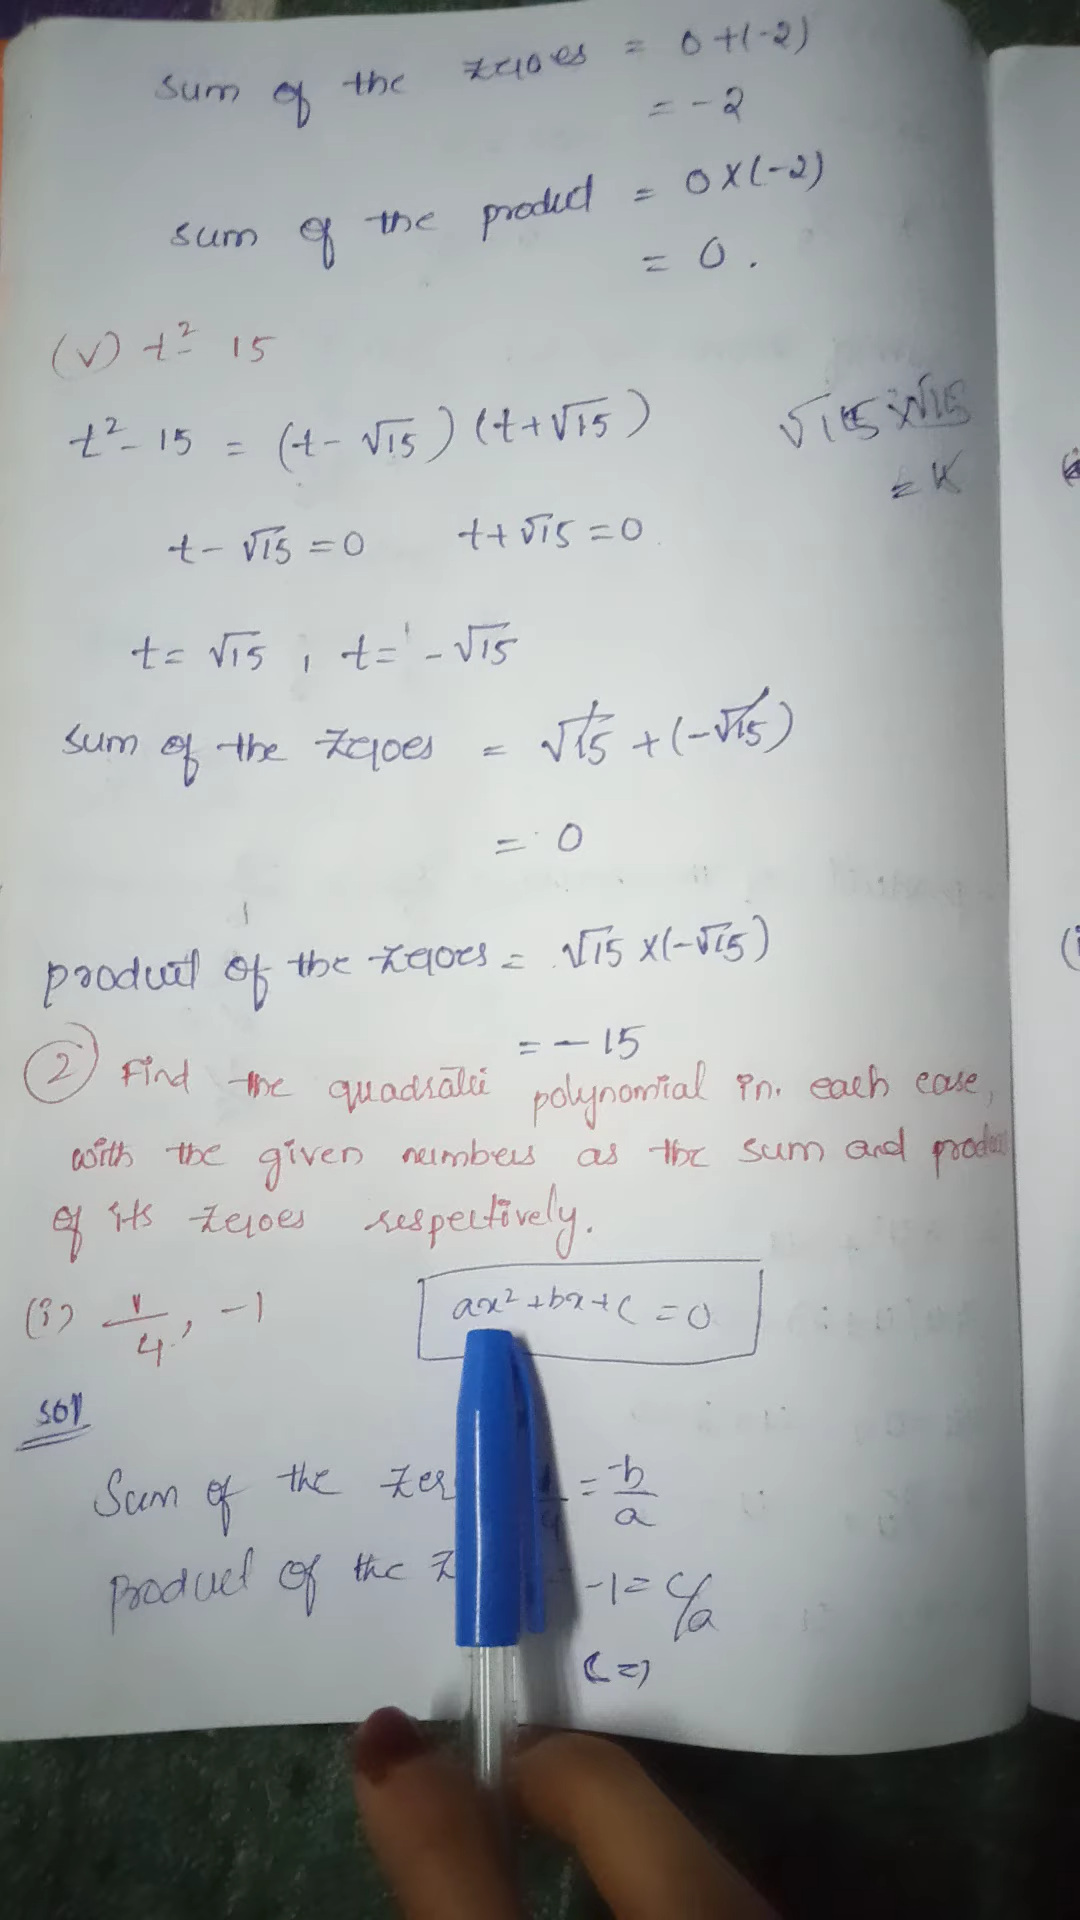 sum of the zeroes = 0+(-2)
= -2
sum of the product = 0x(-2)
= 0.
(v) t²- 15
t²- 15 = (t- √15) (t+√15)
t- √15 =0 t+√15 =0
t= √15 , t= -√15
sum of the zeroes = √15 +(-√15)
= 0
product of the zeroes = √15 x(-√15)
= -15
2 Find the quadratic polynomial in. each case,
with the given numbers as the sum and
of its zeroes respectively.
(i) 1/4, -1
ax²+bx+c =0
sol
Sum of the = -b/a
product of the -1= c/a